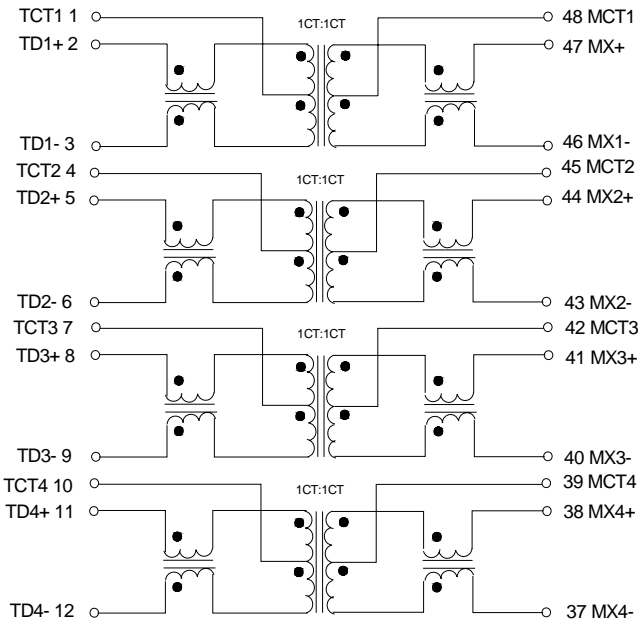 TCT1 1 1CT:1CT 48 MCT1
TD1+ 2 47 MX+
TD1- 3 46 MX1-
TCT2 4 1CT:1CT 45 MCT2
TD2+ 5 44 MX2+
TD2- 6 43 MX2-
TCT3 7 1CT:1CT 42 MCT3
TD3+ 8 41 MX3+
TD3- 9 40 MX3-
TCT4 10 1CT:1CT 39 MCT4
TD4+ 11 38 MX4+
TD4- 12 37 MX4-